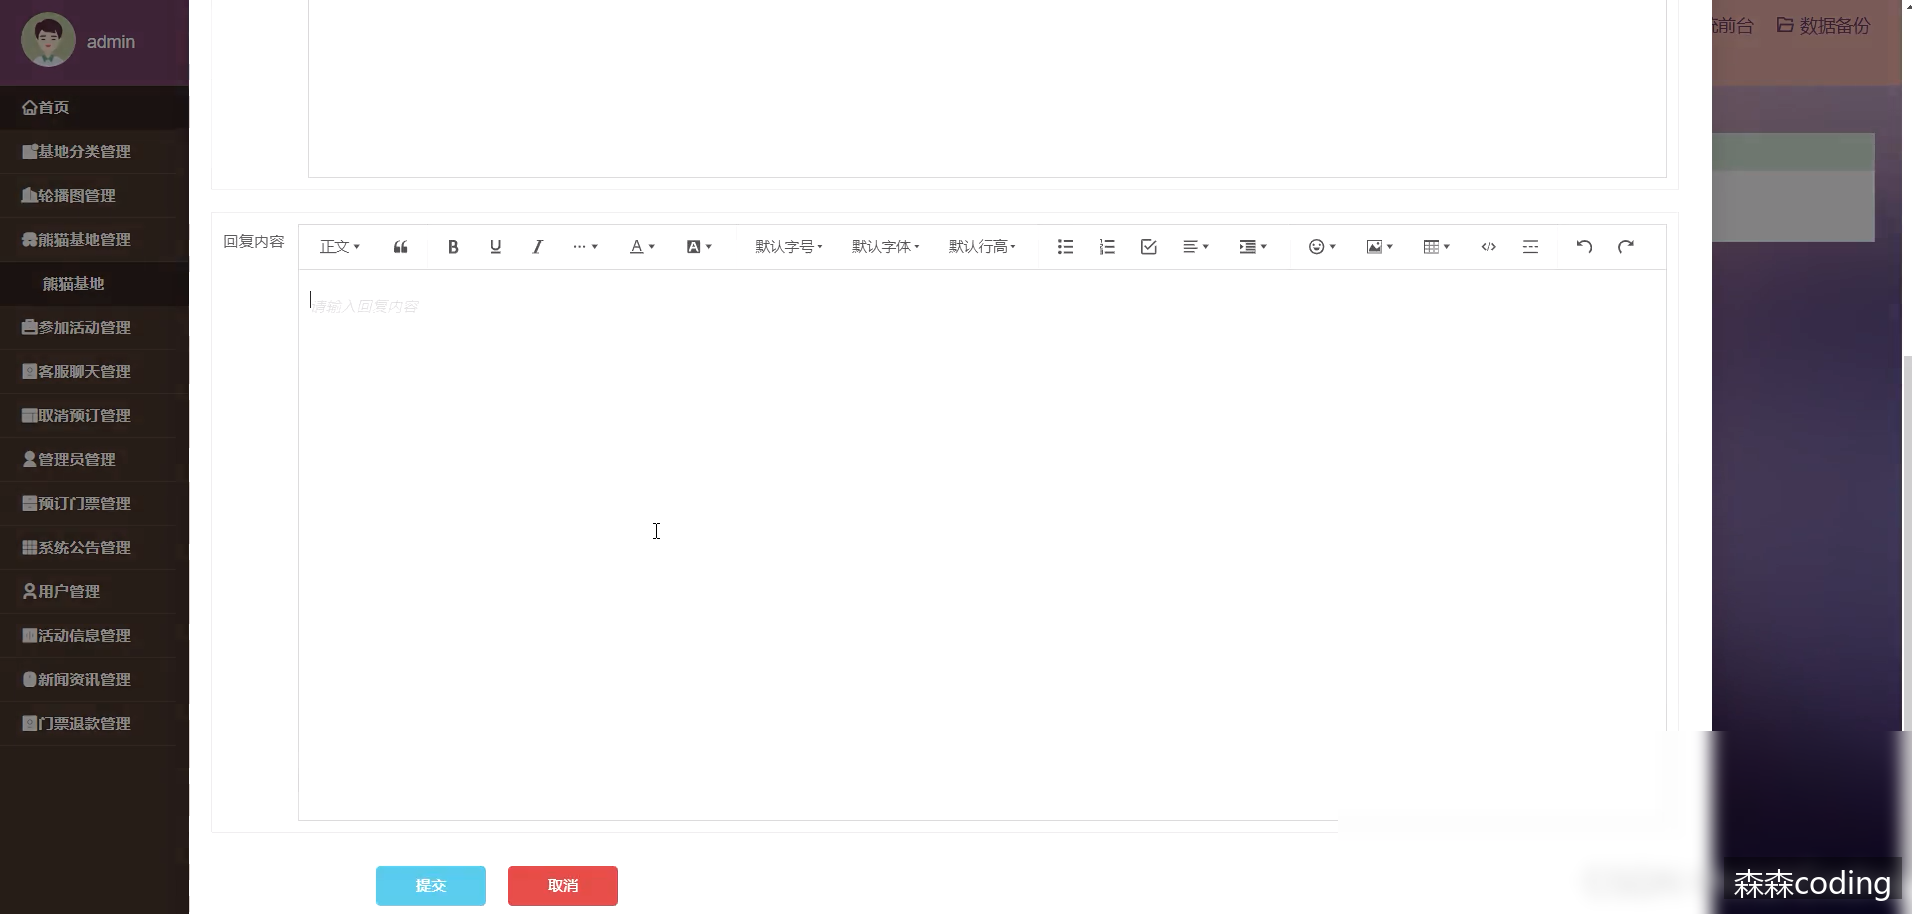 admin
前台
数据备份
首页
基地分类管理
轮播图管理
熊猫基地管理
熊猫基地
参加活动管理
客服聊天管理
取消预订管理
管理员管理
预订门票管理
系统公告管理
用户管理
活动信息管理
新闻资讯管理
门票退款管理
回复内容
正文
默认字号
默认字体
默认行高
请输入回复内容
提交
取消
森森coding